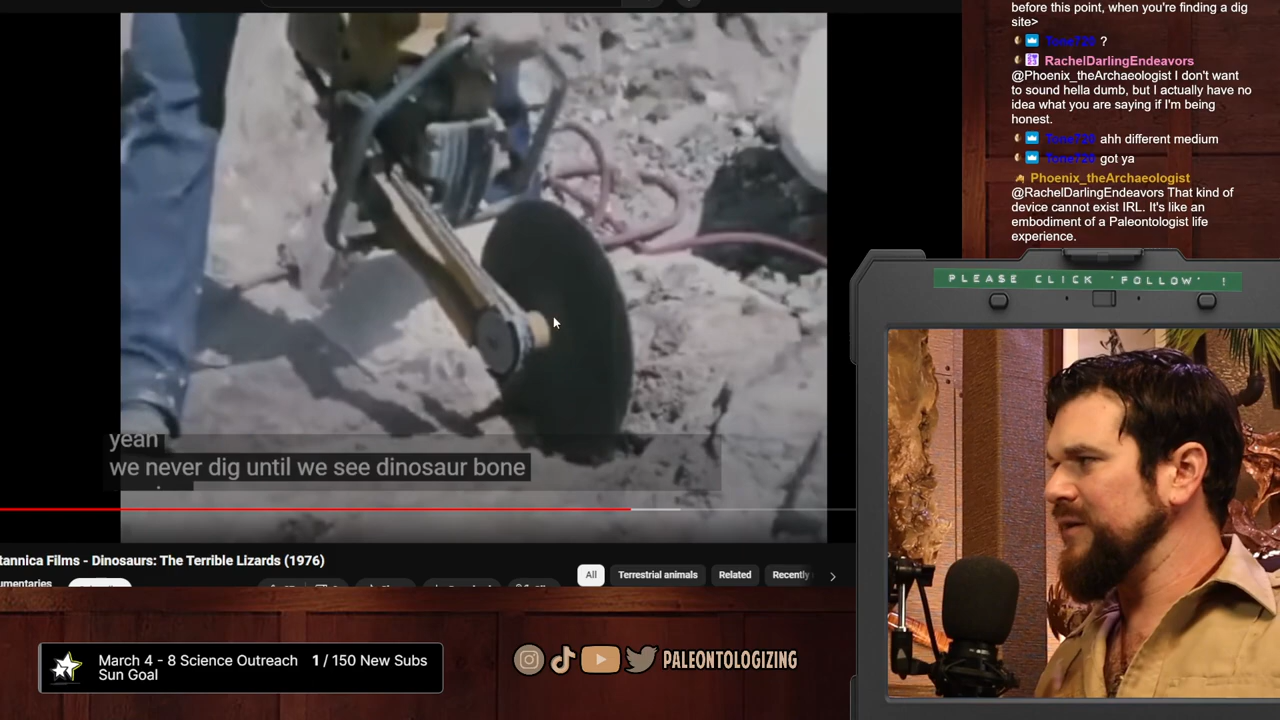 before this point, when you're finding a dig
site>
Tone720 ?
RachelDarlingEndeavors
@Phoenix_theArchaeologist I don't want
to sound hella dumb, but I actually have no
idea what you are saying if I'm being
honest.
Tone720 ahh different medium
Tone720 got ya
Phoenix_theArchaeologist
@RachelDarlingEndeavors That kind of
device cannot exist IRL. It's like an
embodiment of a Paleontologist life
experience.
PLEASE CLICK 'FOLLOW' !
yeah
we never dig until we see dinosaur bone
tannica Films - Dinosaurs: The Terrible Lizards (1976)
umentaries
All Terrestrial animals Related Recently
March 4 - 8 Science Outreach 1 / 150 New Subs
Sun Goal
PALEONTOLOGIZING